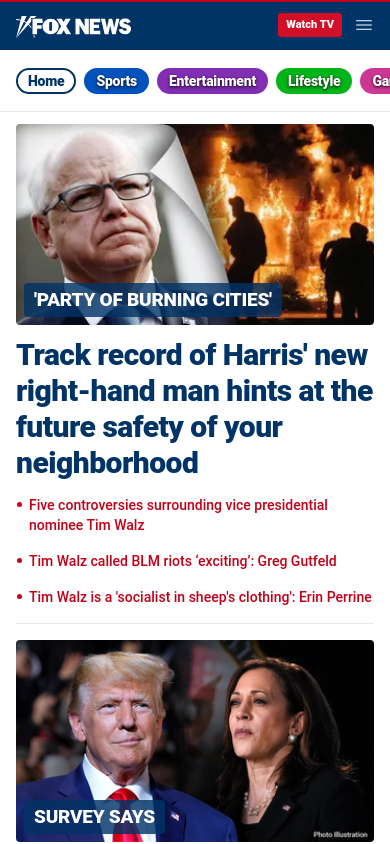 FOX NEWS
Watch TV
Home
Sports
Entertainment
Lifestyle
'PARTY OF BURNING CITIES'
Track record of Harris' new
right-hand man hints at the
future safety of your
neighborhood
Five controversies surrounding vice presidential
nominee Tim Walz
Tim Walz called BLM riots ‘exciting’: Greg Gutfeld
Tim Walz is a 'socialist in sheep's clothing': Erin Perrine
SURVEY SAYS
Photo Illustration